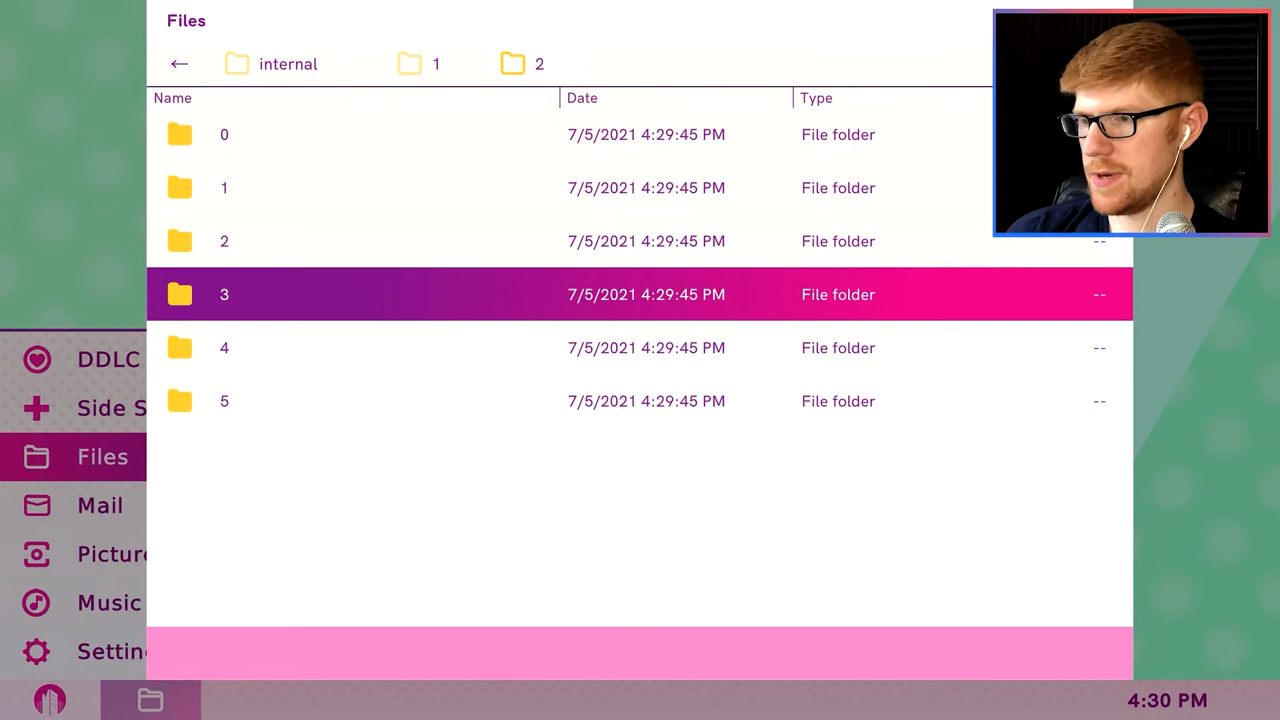 Files
← internal 1 2
Name Date Type
0 7/5/2021 4:29:45 PM File folder
1 7/5/2021 4:29:45 PM File folder
2 7/5/2021 4:29:45 PM File folder --
3 7/5/2021 4:29:45 PM File folder --
4 7/5/2021 4:29:45 PM File folder --
5 7/5/2021 4:29:45 PM File folder --
DDLC
Side S
Files
Mail
Picture
Music
Settin
4:30 PM